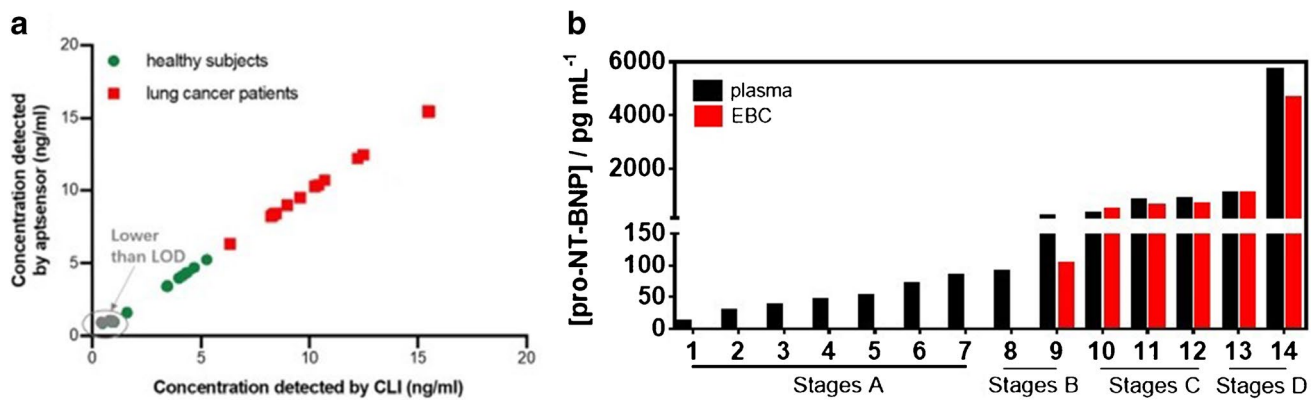 a
20
15
10
5
0
Concentration detected
by aptsensor (ng/ml)
healthy subjects
lung cancer patients
Lower
than LOD
0 5 10 15 20
Concentration detected by CLI (ng/ml)
b
6000
4000
2000
150
100
50
0
[pro-NT-BNP] / pg mL⁻¹
plasma
EBC
1 2 3 4 5 6 7 8 9 10 11 12 13 14
Stages A Stages B Stages C Stages D